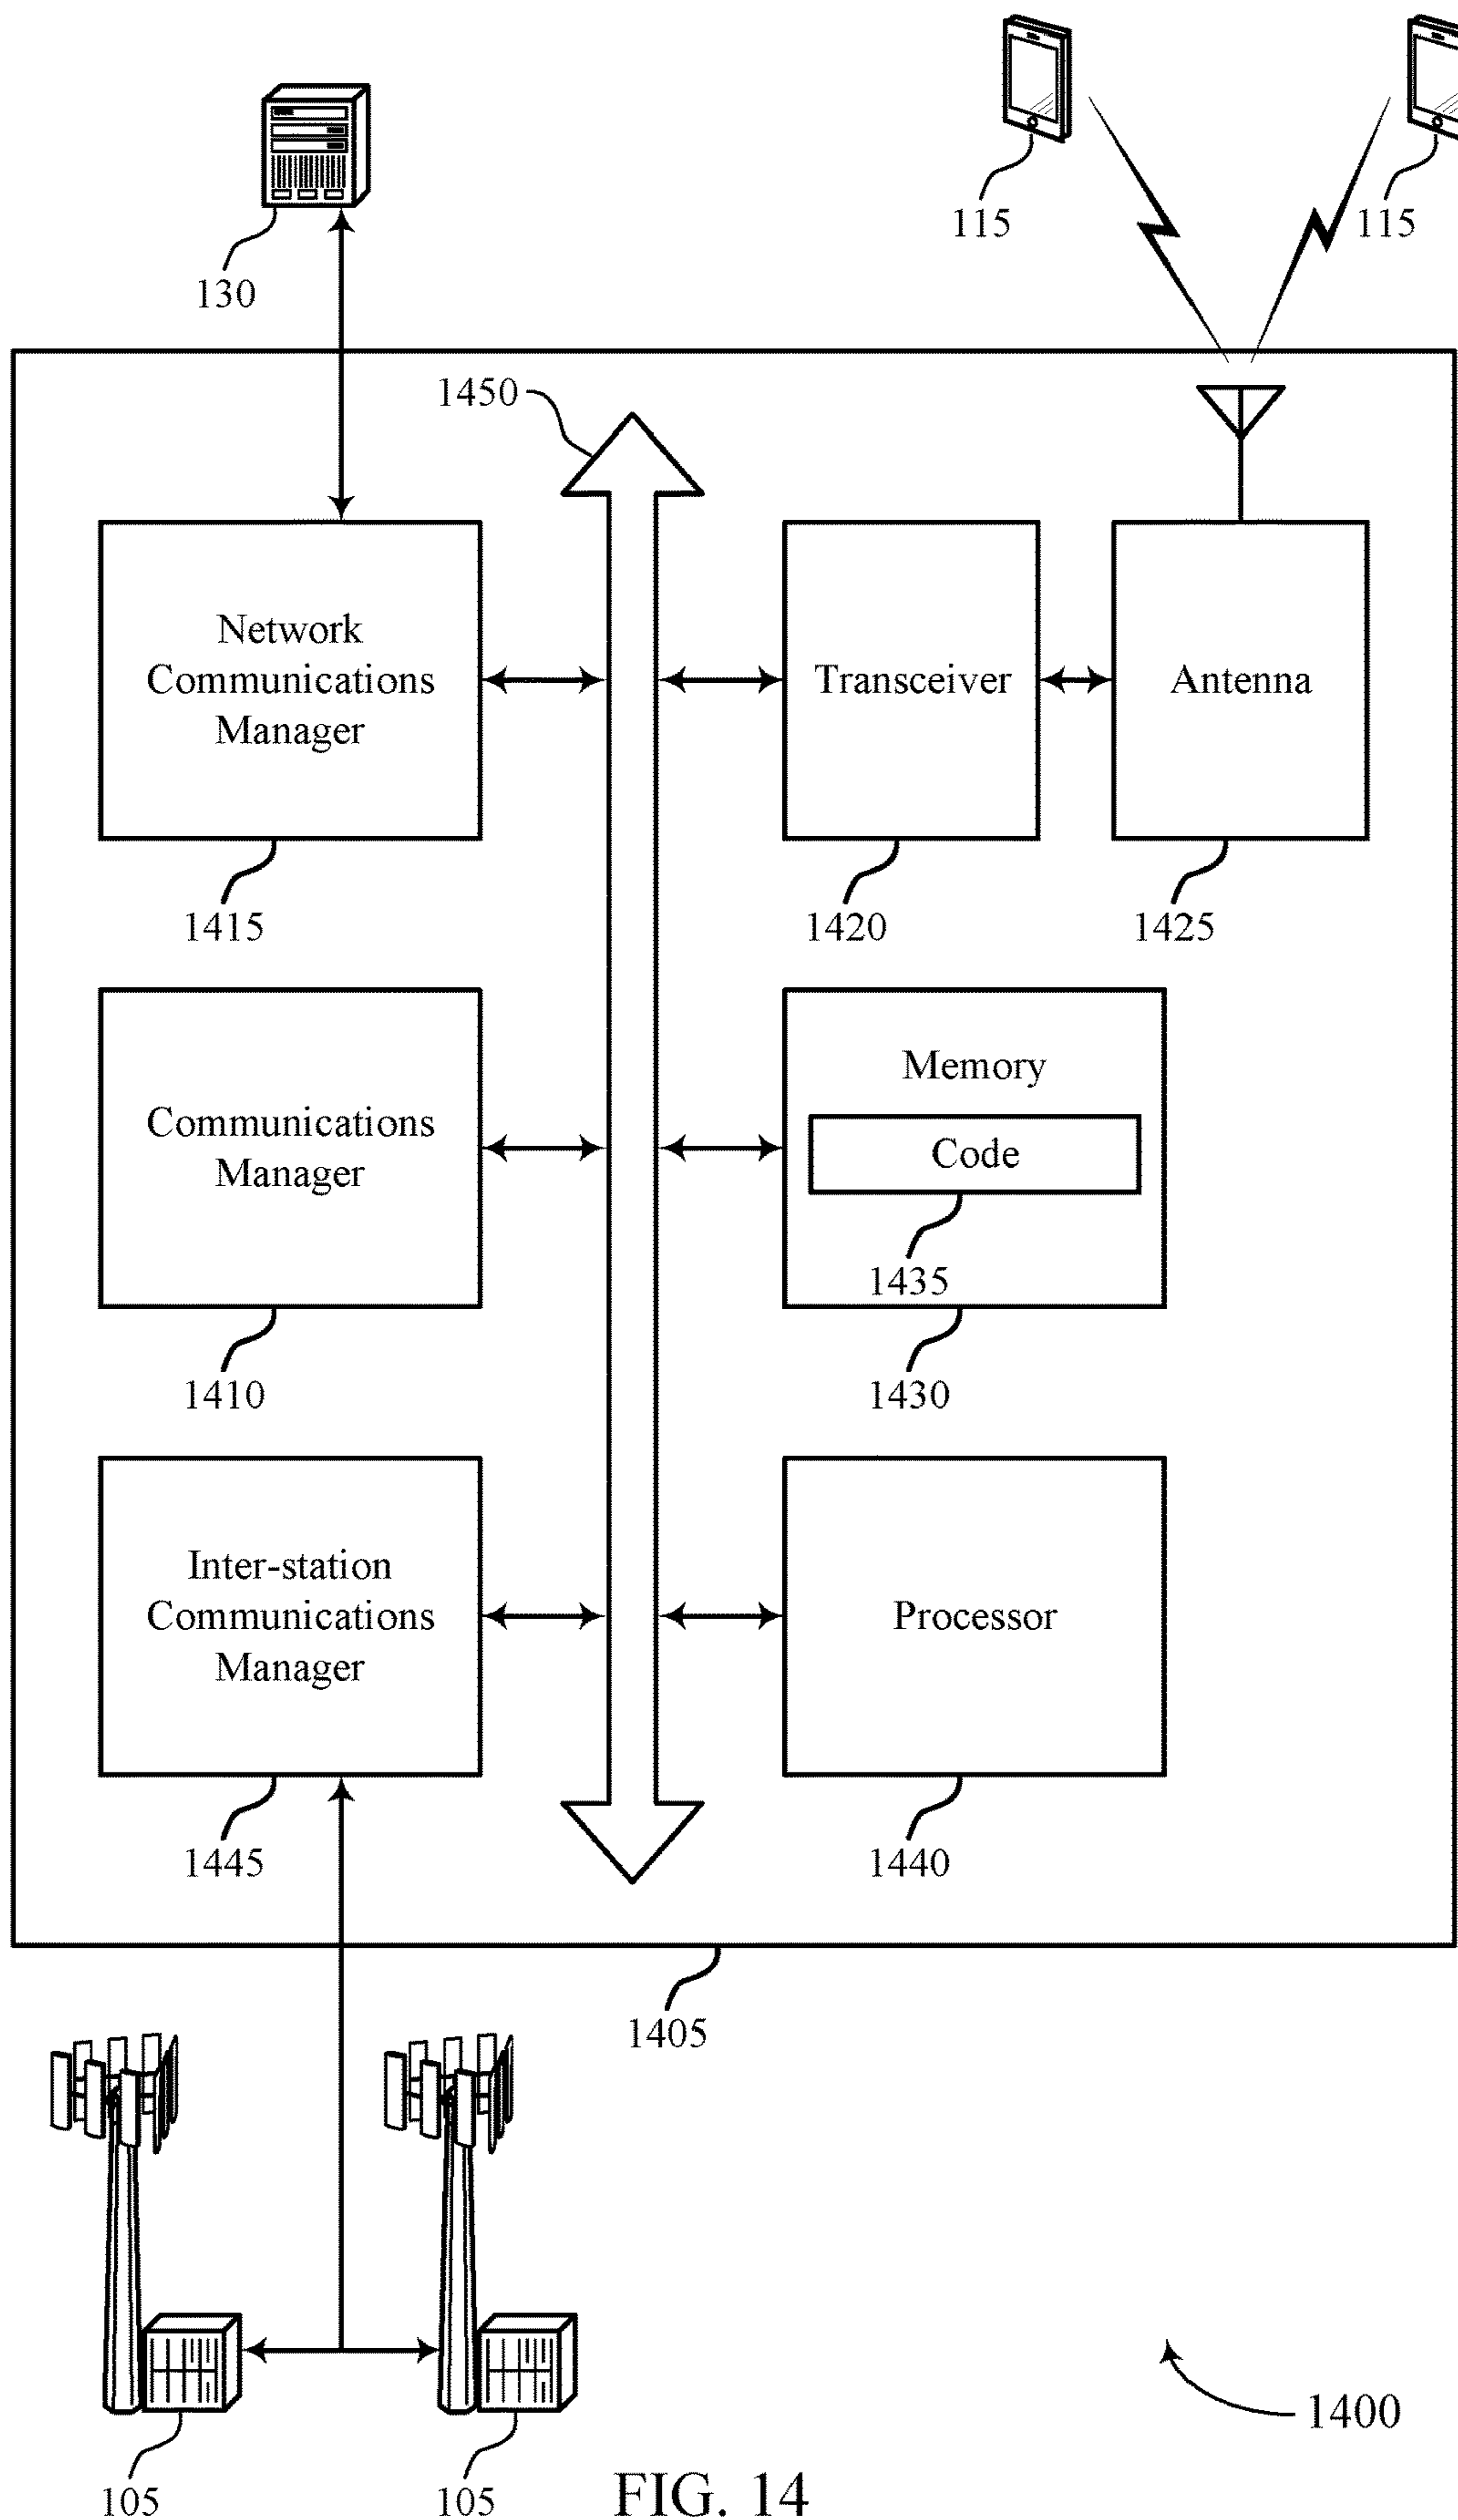 130
115
115
1450
Network
Communications
Manager
Transceiver
Antenna
1415
1420
1425
Communications
Manager
Memory
Code
1435
1410
1430
Inter-station
Communications
Manager
Processor
1445
1440
1405
105
105
1400
FIG. 14